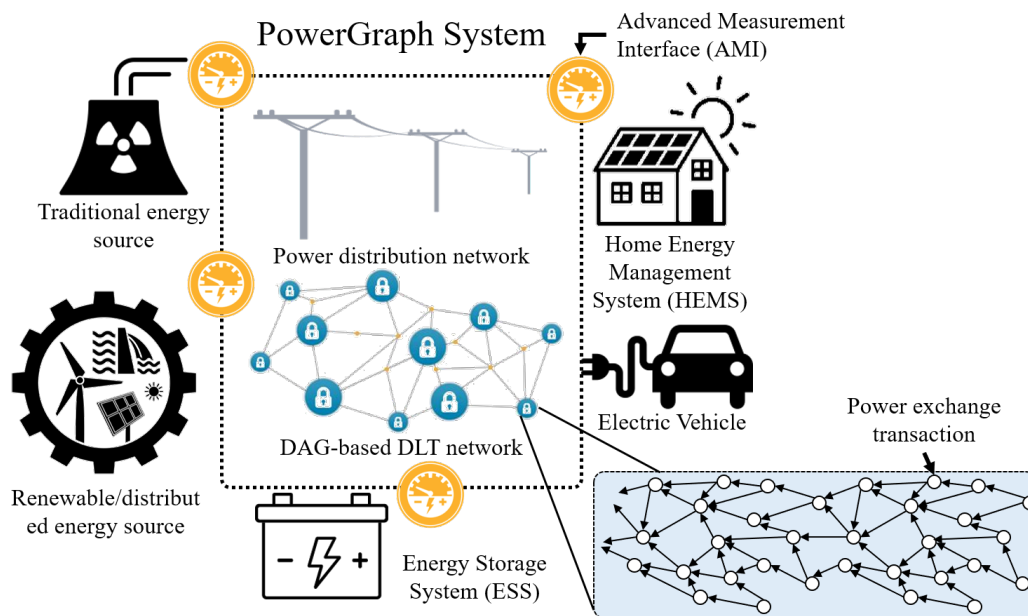 PowerGraph System
Advanced Measurement
Interface (AMI)
Traditional energy
source
Power distribution network
Home Energy
Management
System (HEMS)
Renewable/distribut
ed energy source
DAG-based DLT network
Electric Vehicle
Power exchange
transaction
Energy Storage
System (ESS)